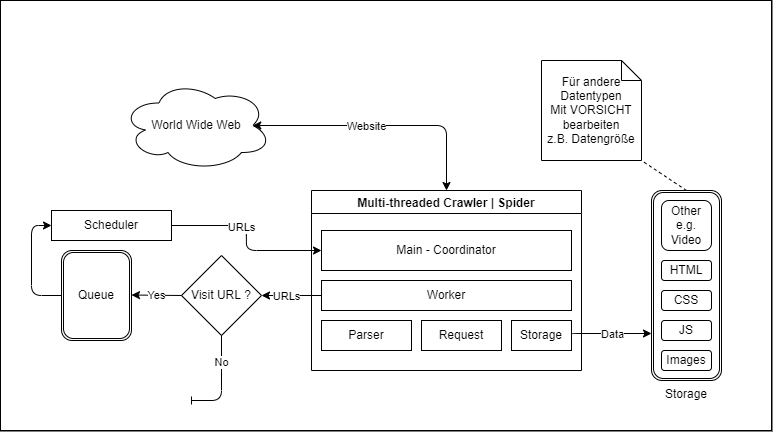 Für andere
Datentypen
Mit VORSICHT
bearbeiten
z.B. Datengröße
World Wide Web
Website
Multi-threaded Crawler | Spider
Scheduler
URLs
Main - Coordinator
Other
e.g.
Video
HTML
Queue
Yes
Visit URL ?
URLs
Worker
CSS
Parser
Request
Storage
Data
JS
No
Images
Storage